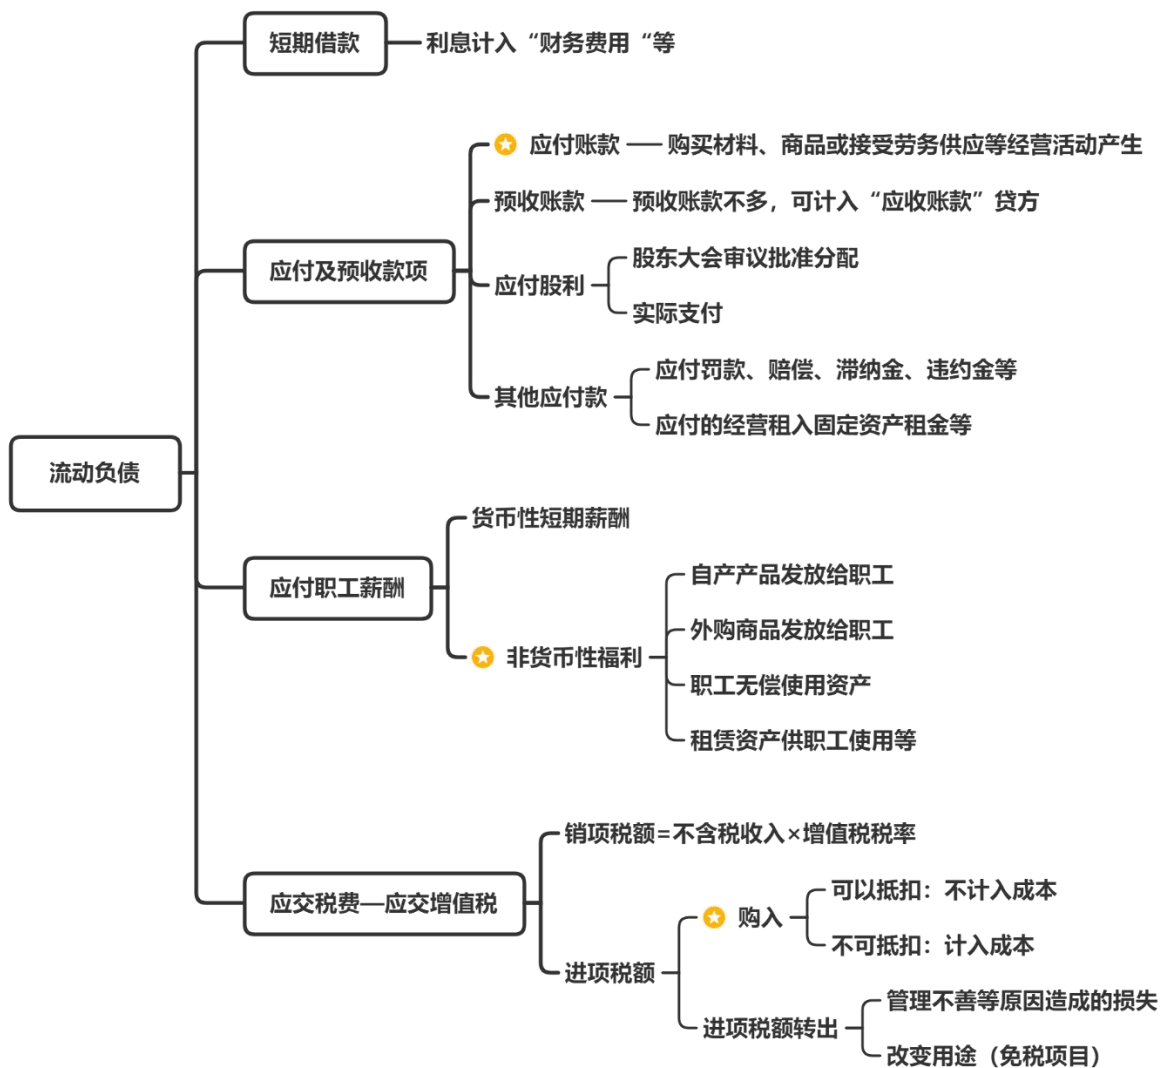 短期借款
利息计入“财务费用“等
应付账款
购买材料、商品或接受劳务供应等经营活动产生
预收账款
预收账款不多，可计入“应收账款”贷方
应付及预收款项
应付股利
股东大会审议批准分配
实际支付
其他应付款
应付罚款、赔偿、滞纳金、违约金等
应付的经营租入固定资产租金等
流动负债
应付职工薪酬
货币性短期薪酬
非货币性福利
自产产品发放给职工
外购商品发放给职工
职工无偿使用资产
租赁资产供职工使用等
应交税费—应交增值税
销项税额=不含税收入×增值税税率
进项税额
购入
可以抵扣：不计入成本
不可抵扣：计入成本
进项税额转出
管理不善等原因造成的损失
改变用途（免税项目）